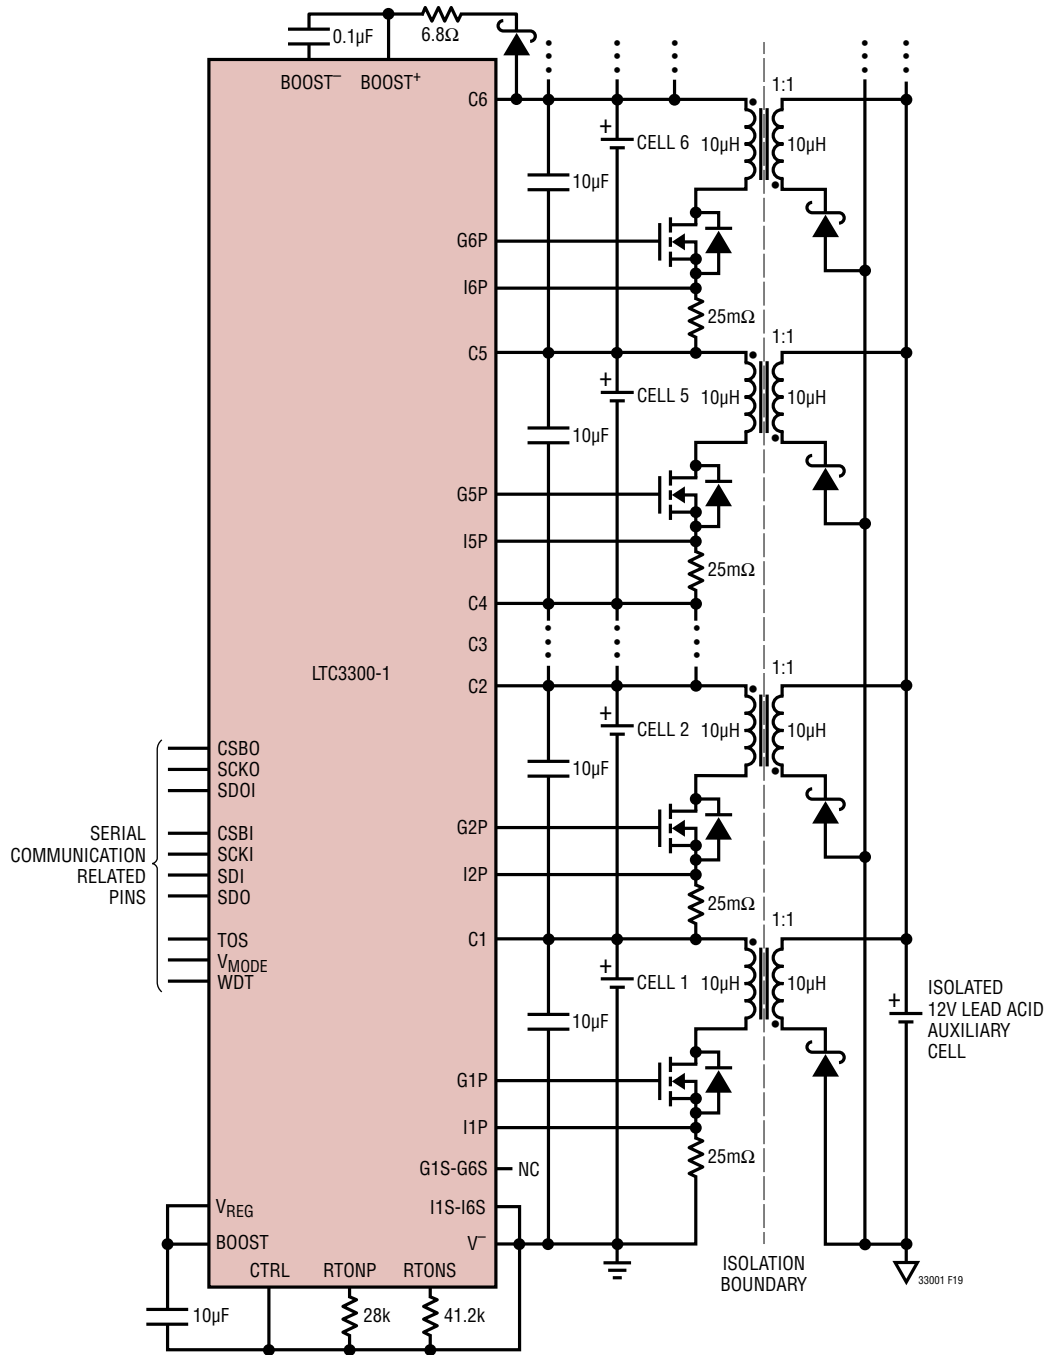 0.1µF
6.8Ω
BOOST–
BOOST+
C6
1:1
+
CELL 6
10µH
10µH
10µF
G6P
I6P
25mΩ
C5
1:1
+
CELL 5
10µH
10µH
10µF
G5P
I5P
25mΩ
C4
C3
LTC3300-1
C2
1:1
+
CELL 2
10µH
10µH
10µF
G2P
I2P
25mΩ
CSBO
SCKO
SDOI
CSBI
SCKI
SDI
SDO
TOS
VMODE
WDT
SERIAL
COMMUNICATION
RELATED
PINS
C1
1:1
+
CELL 1
10µH
10µH
10µF
+
ISOLATED
12V LEAD ACID
AUXILIARY
CELL
G1P
I1P
25mΩ
G1S-G6S
NC
VREG
I1S-I6S
BOOST
V–
CTRL
RTONP
RTONS
10µF
28k
41.2k
ISOLATION
BOUNDARY
33001 F19